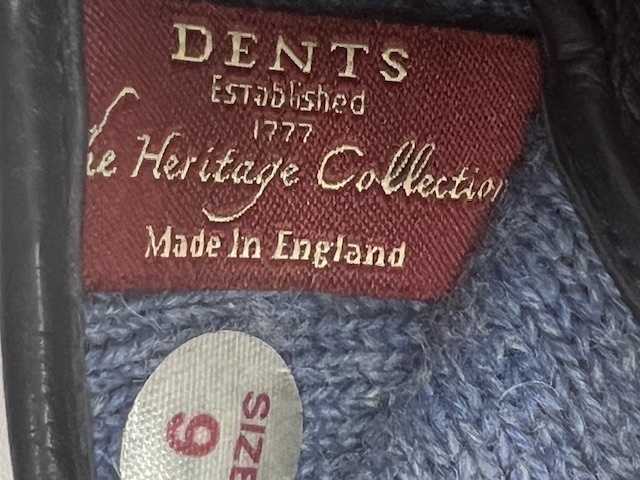 DENTS
Established
1777
he Heritage Collection
Made In England
SIZE
9